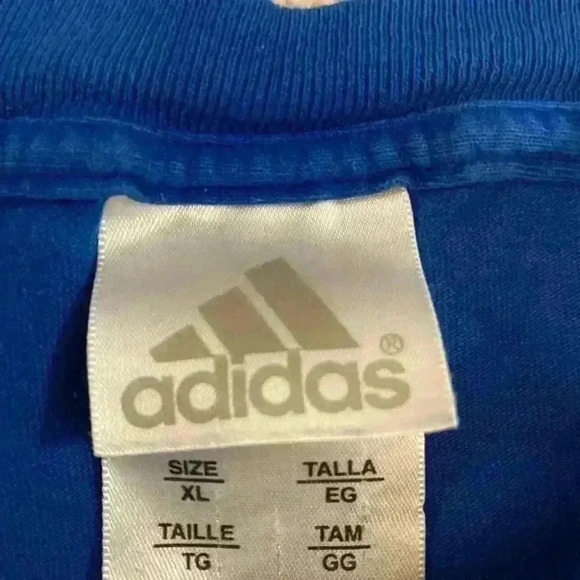 adidas®
SIZE TALLA
XL EG
TAILLE TAM
TG GG